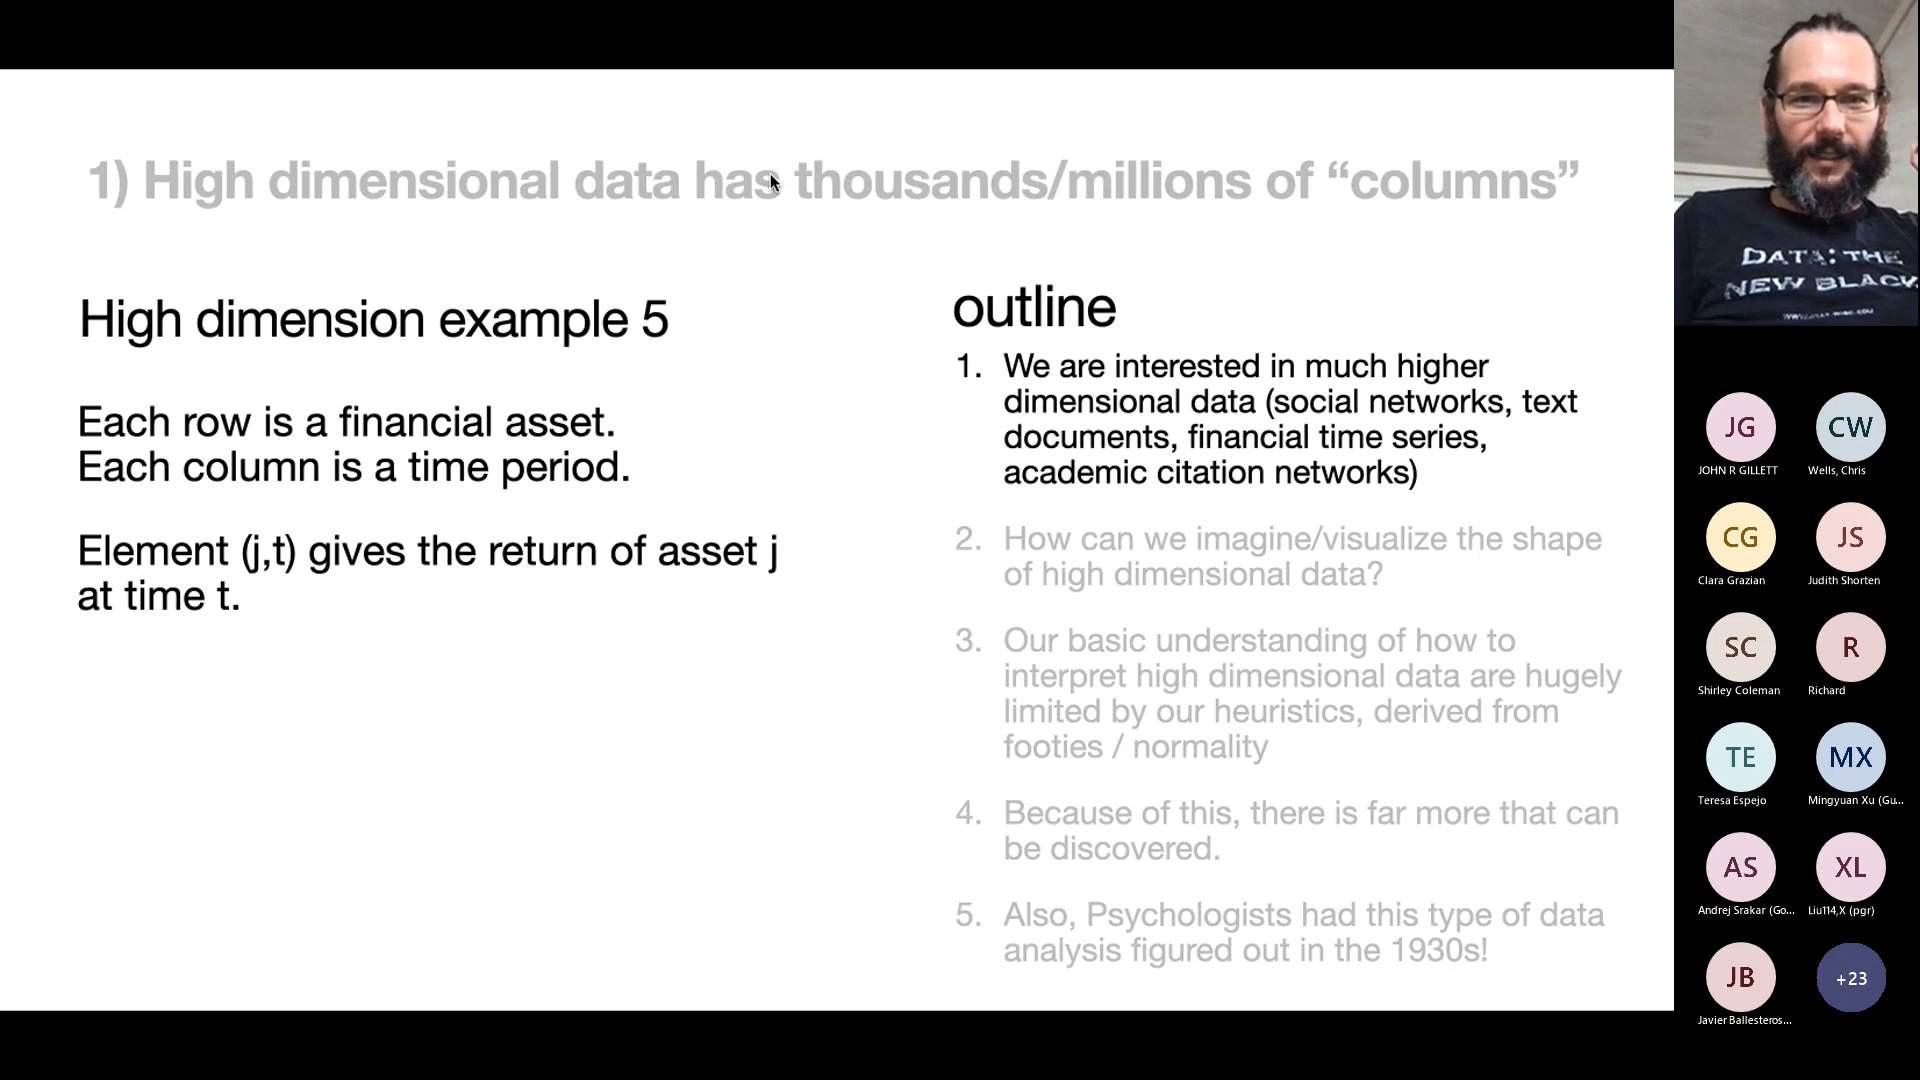 1) High dimensional data has thousands/millions of “columns”
High dimension example 5
Each row is a financial asset.
Each column is a time period.
Element (j,t) gives the return of asset j
at time t.
outline
1. We are interested in much higher
dimensional data (social networks, text
documents, financial time series,
academic citation networks)
2. How can we imagine/visualize the shape
of high dimensional data?
3. Our basic understanding of how to
interpret high dimensional data are hugely
limited by our heuristics, derived from
footies / normality
4. Because of this, there is far more that can
be discovered.
5. Also, Psychologists had this type of data
analysis figured out in the 1930s!
DATA: THE
NEW BLACK
JG
JOHN R GILLETT
CW
Wells, Chris
CG
Clara Grazian
JS
Judith Shorten
SC
Shirley Coleman
R
Richard
TE
Teresa Espejo
MX
Mingyuan Xu (Gu...
AS
Andrej Srakar (Go...
XL
Liu114,X (pgr)
JB
Javier Ballesteros...
+23